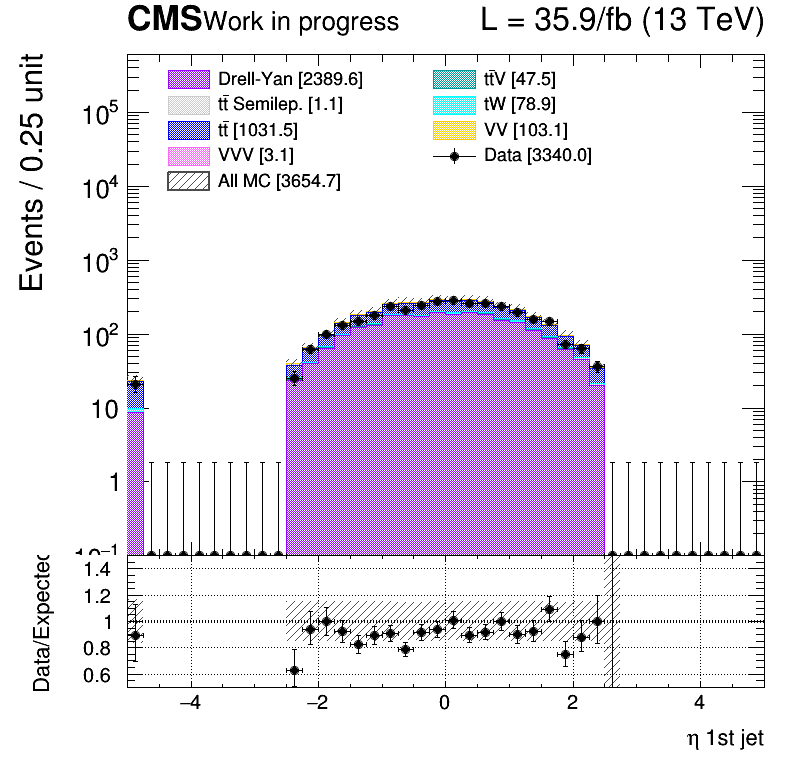 CMS Work in progress L = 35.9/fb (13 TeV)
Drell-Yan [2389.6]
tt̄ Semilep. [1.1]
tt̄ [1031.5]
VVV [3.1]
All MC [3654.7]
tt̄V [47.5]
tW [78.9]
VV [103.1]
Data [3340.0]
Events / 0.25 unit
10⁵
10⁴
10³
10²
10
1
10⁻¹
Data/Expected
1.4
1.2
1
0.8
0.6
−4 −2 0 2 4
η 1st jet